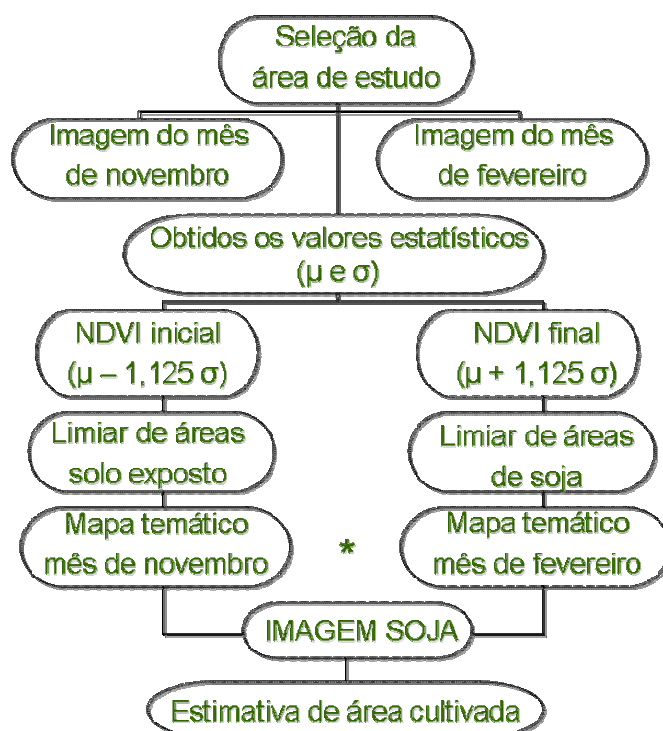 Seleção da
área de estudo
Imagem do mês
de novembro
Imagem do mês
de fevereiro
Obtidos os valores estatísticos
(μ e σ)
NDVI inicial
(μ – 1,125 σ)
NDVI final
(μ + 1,125 σ)
Limiar de áreas
solo exposto
Limiar de áreas
de soja
Mapa temático
mês de novembro
*
Mapa temático
mês de fevereiro
IMAGEM SOJA
Estimativa de área cultivada